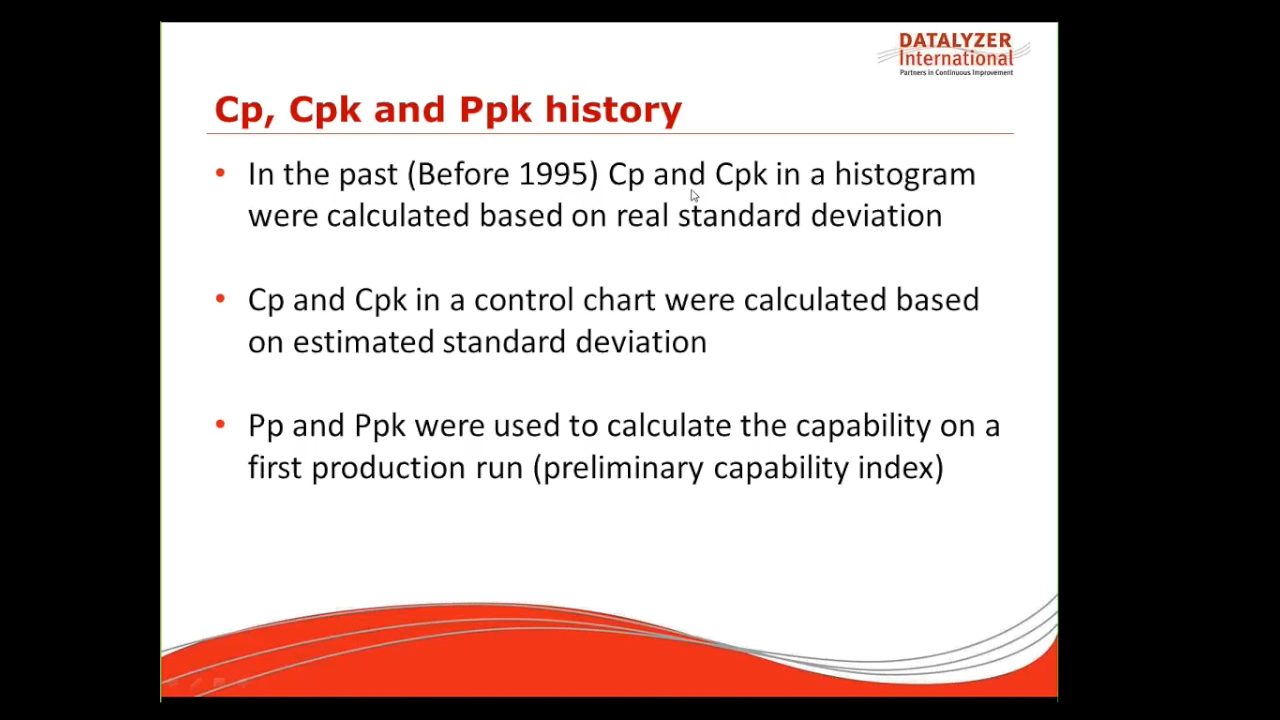 DATALYZER
International
Partners in Continuous Improvement
Cp, Cpk and Ppk history
• In the past (Before 1995) Cp and Cpk in a histogram
were calculated based on real standard deviation
• Cp and Cpk in a control chart were calculated based
on estimated standard deviation
• Pp and Ppk were used to calculate the capability on a
first production run (preliminary capability index)